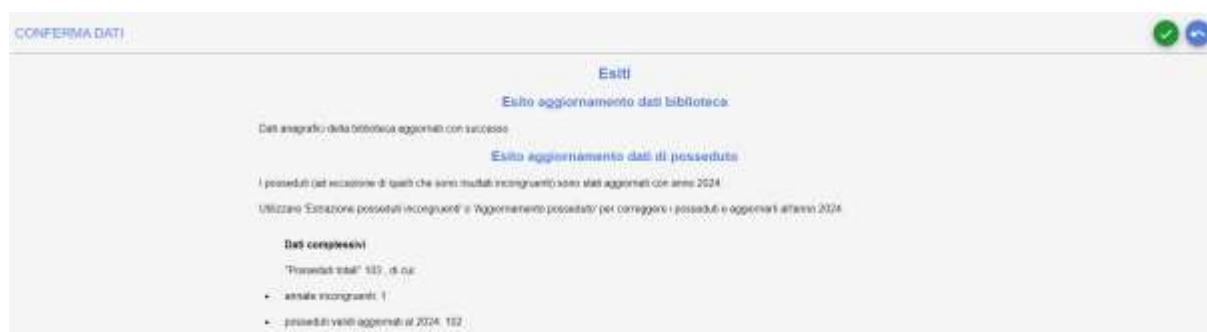 CONFERMA DATI
Esiti
Esito aggiornamento dati biblioteca
Dati anagrafici della biblioteca aggiornati con successo
Esito aggiornamento dati di posseduto
I posseduti (ad eccezione di quelli che sono risultati incongruenti) sono stati aggiornati con anno 2024
Utilizzare 'Estrazione posseduti incongruenti' o 'Aggiornamento posseduto' per correggere i posseduti e aggiornarli all'anno 2024
Dati complessivi
"Posseduti totali" 103 , di cui:
annate incongruenti: 1
posseduti validi aggiornati al 2024: 102